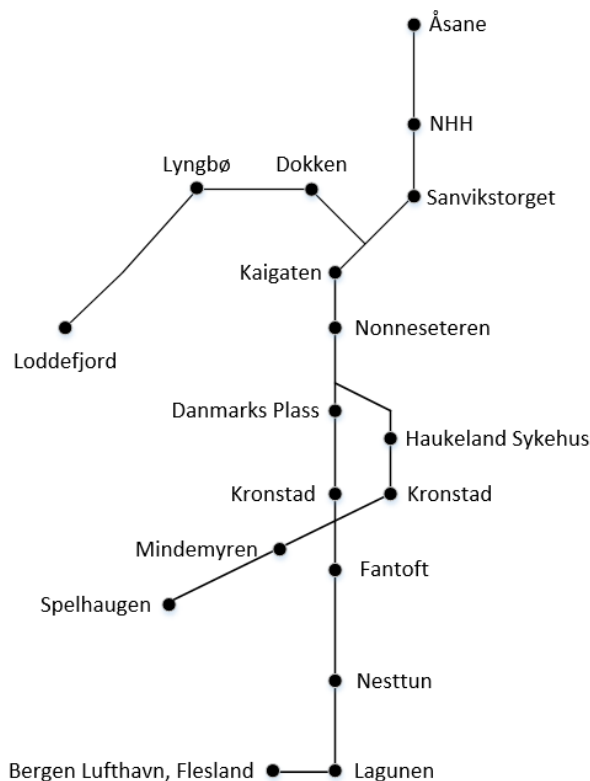 Åsane
NHH
Lyngbø
Dokken
Sanvikstorget
Kaigaten
Nonneseteren
Loddefjord
Danmarks Plass
Haukeland Sykehus
Kronstad
Kronstad
Mindemyren
Fantoft
Spelhaugen
Nesttun
Bergen Lufthavn, Flesland
Lagunen